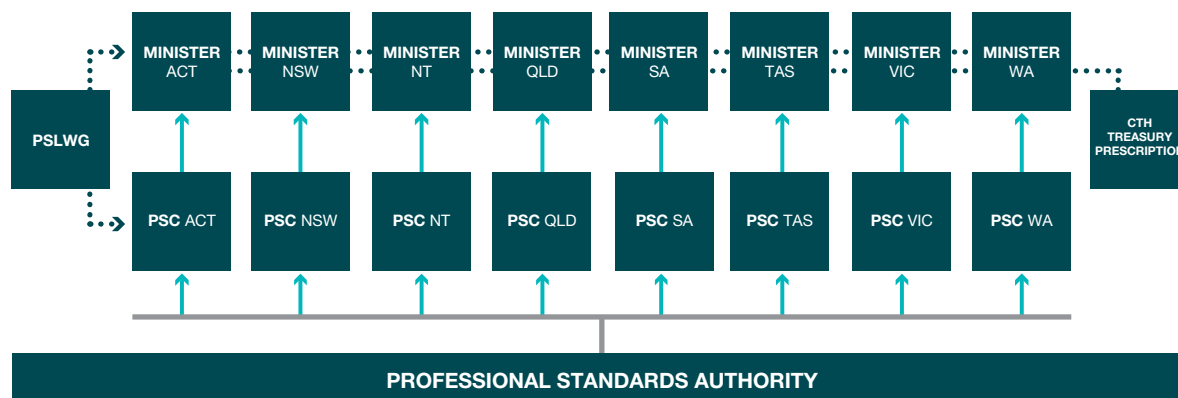 MINISTER
ACT
MINISTER
NSW
MINISTER
NT
MINISTER
QLD
MINISTER
SA
MINISTER
TAS
MINISTER
VIC
MINISTER
WA
PSLWG
CTH
TREASURY
PRESCRIPTION
PSC ACT
PSC NSW
PSC NT
PSC QLD
PSC SA
PSC TAS
PSC VIC
PSC WA
PROFESSIONAL STANDARDS AUTHORITY